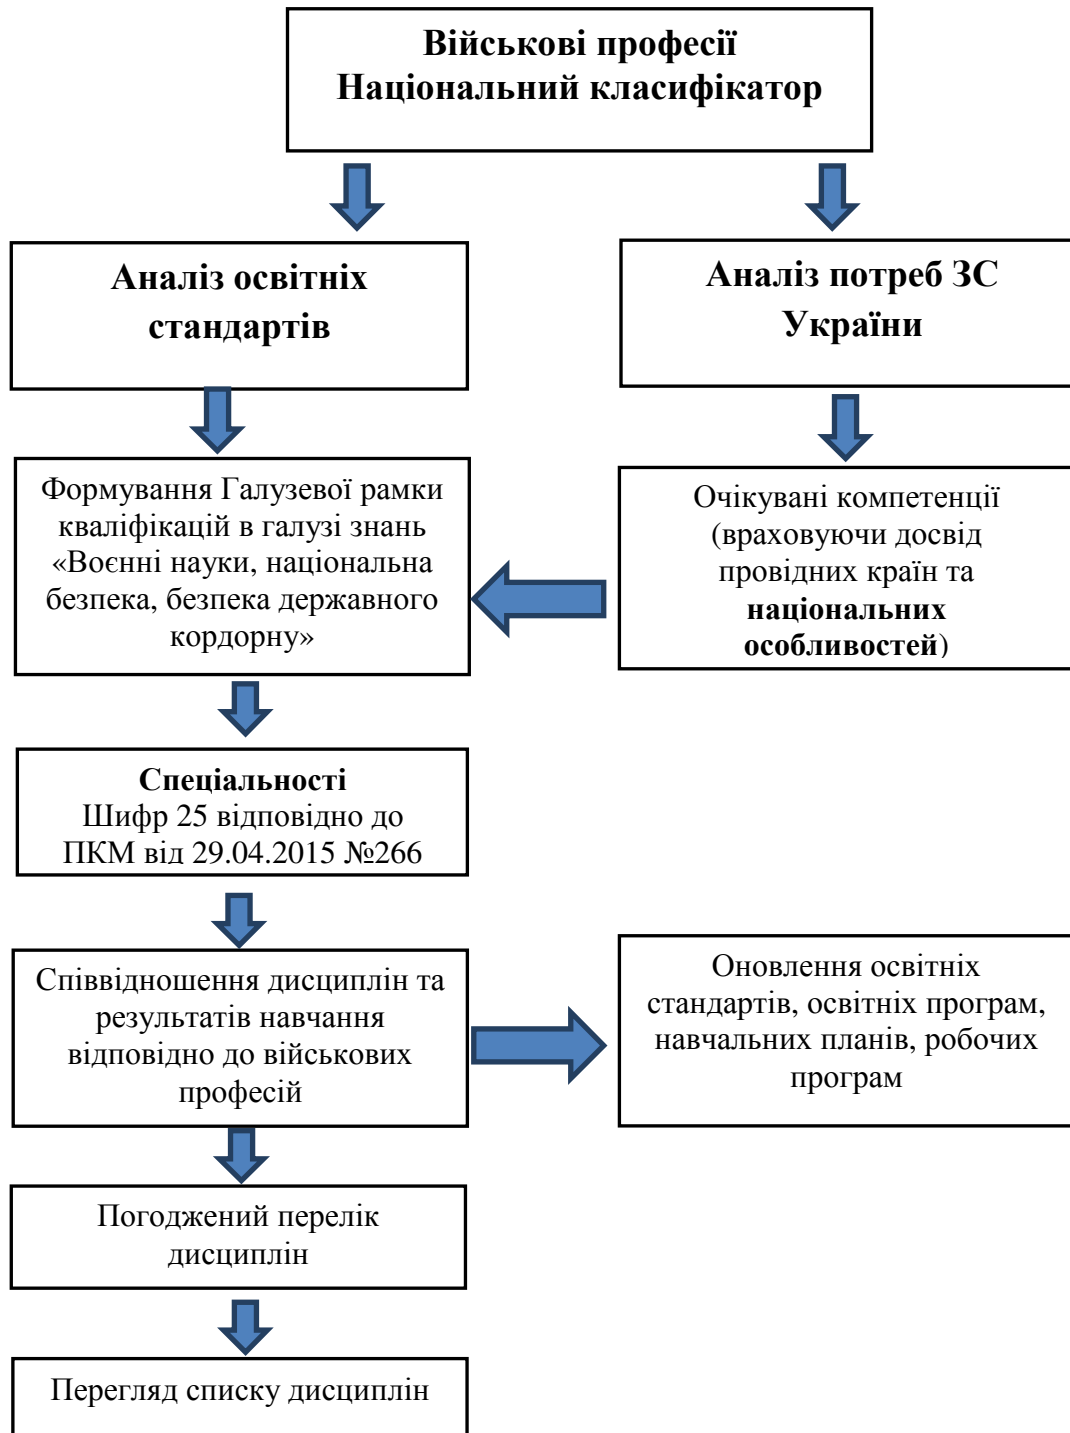 Військові професії
Національний класифікатор
Аналіз освітніх
стандартів
Аналіз потреб ЗС
України
Формування Галузевої рамки
кваліфікацій в галузі знань
«Воєнні науки, національна
безпека, безпека державного
кордорну»
Очікувані компетенції
(враховуючи досвід
провідних країн та
національних
особливостей)
Спеціальності
Шифр 25 відповідно до
ПКМ від 29.04.2015 №266
Співвідношення дисциплін та
результатів навчання
відповідно до військових
професій
Оновлення освітніх
стандартів, освітніх програм,
навчальних планів, робочих
програм
Погоджений перелік
дисциплін
Перегляд списку дисциплін